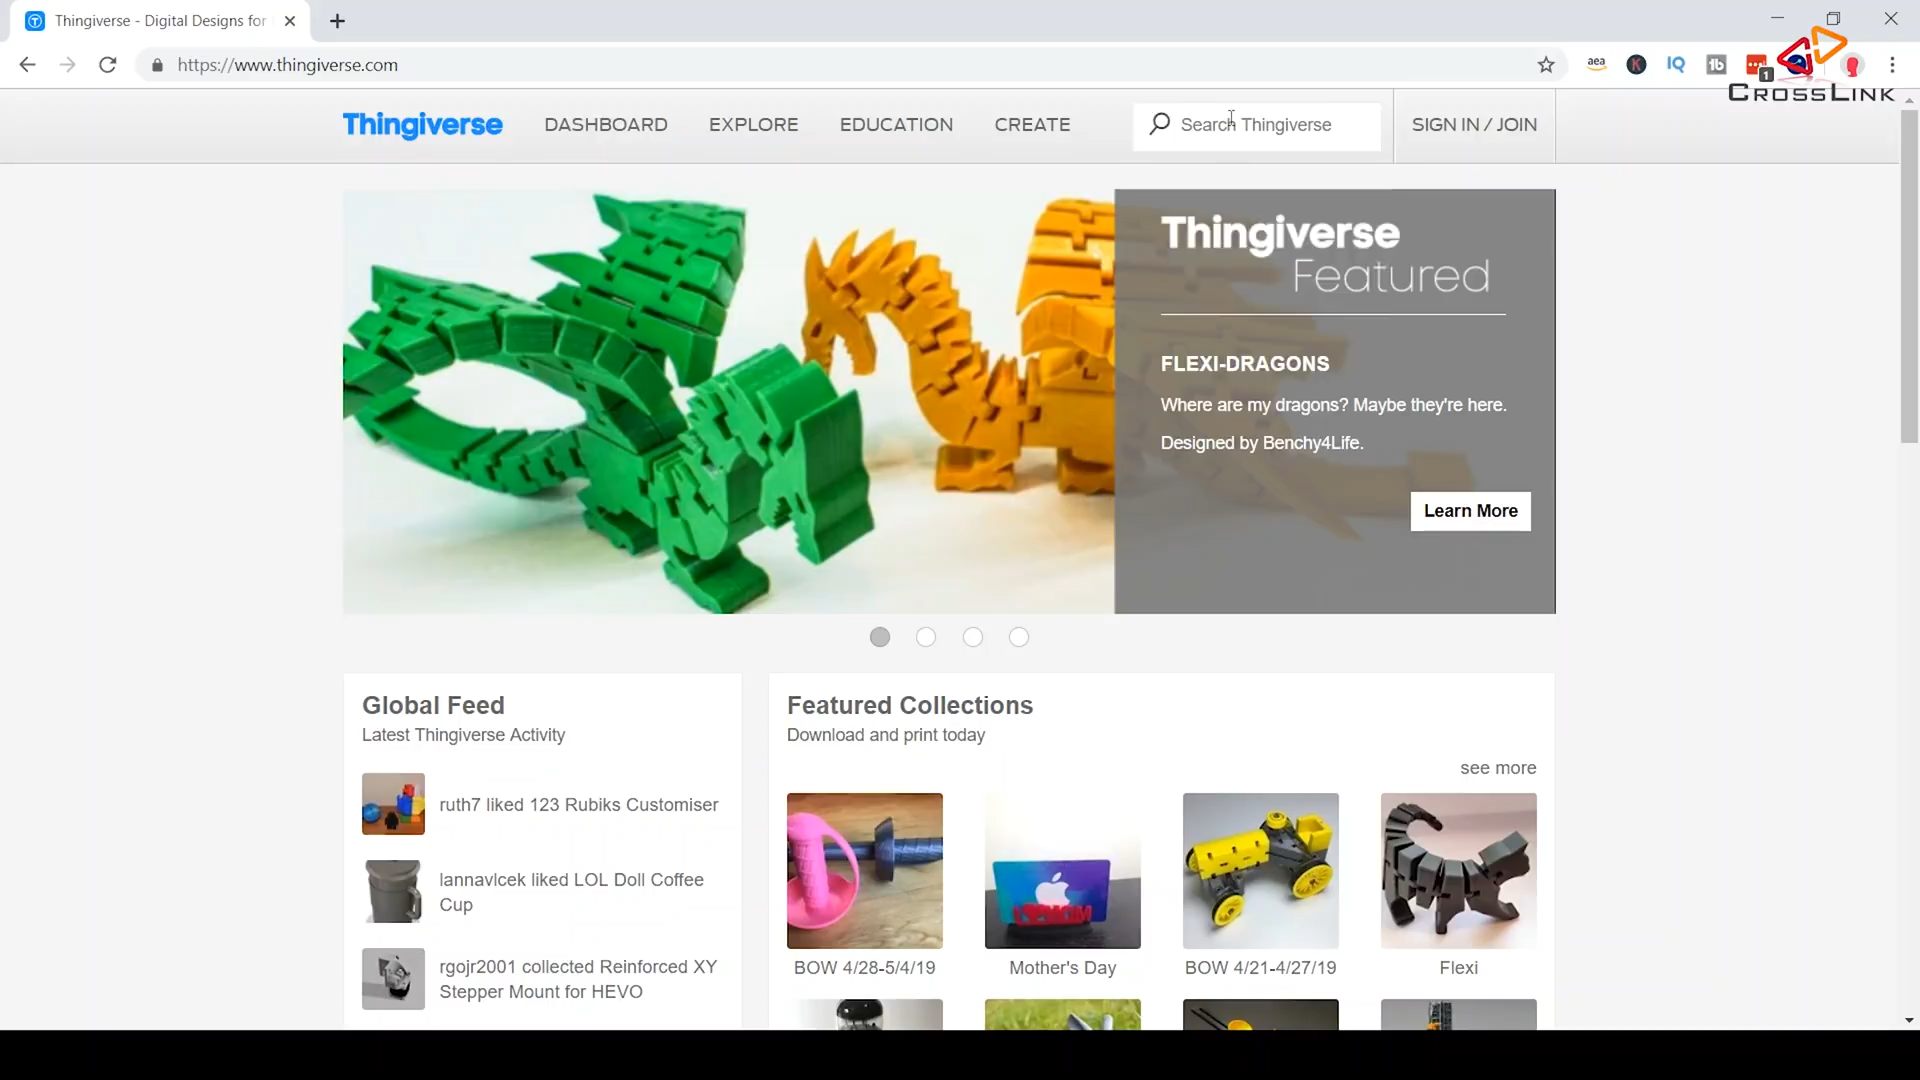 Thingiverse - Digital Designs for
https://www.thingiverse.com
aea
K
IQ
tb
1
CROSSLINK
Thingiverse
DASHBOARD
EXPLORE
EDUCATION
CREATE
Search Thingiverse
SIGN IN / JOIN
Thingiverse
Featured
FLEXI-DRAGONS
Where are my dragons? Maybe they're here.
Designed by Benchy4Life.
Learn More
Global Feed
Latest Thingiverse Activity
ruth7 liked 123 Rubiks Customiser
lannavlcek liked LOL Doll Coffee
Cup
rgojr2001 collected Reinforced XY
Stepper Mount for HEVO
Featured Collections
Download and print today
see more
BOW 4/28-5/4/19
Mother's Day
BOW 4/21-4/27/19
Flexi